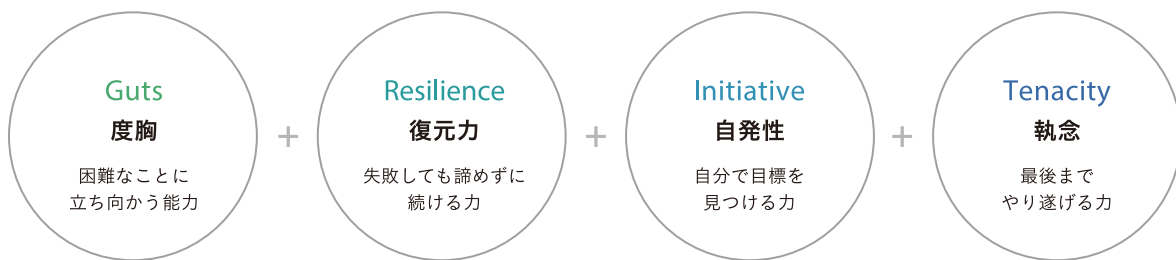 Guts
度胸
困難なことに
立ち向かう能力
+
Resilience
復元力
失敗しても諦めずに
続ける力
+
Initiative
自発性
自分で目標を
見つける力
+
Tenacity
執念
最後まで
やり遂げる力